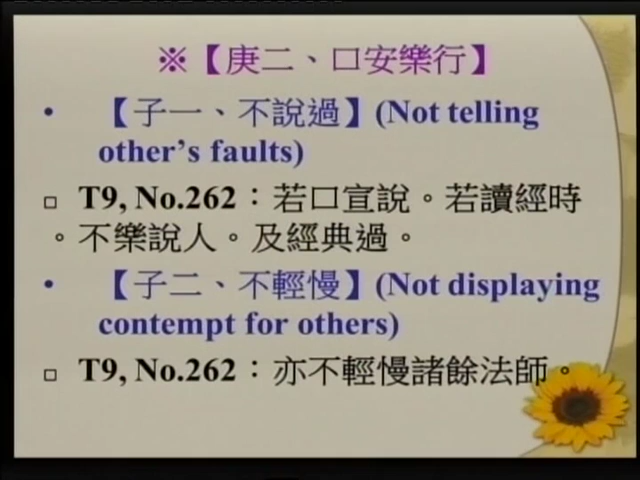 ※【庚二、口安樂行】
• 【子一、不說過】(Not telling
other's faults)
□ T9, No.262：若口宣說。若讀經時
。不樂說人。及經典過。
• 【子二、不輕慢】(Not displaying
contempt for others)
□ T9, No.262：亦不輕慢諸餘法師。